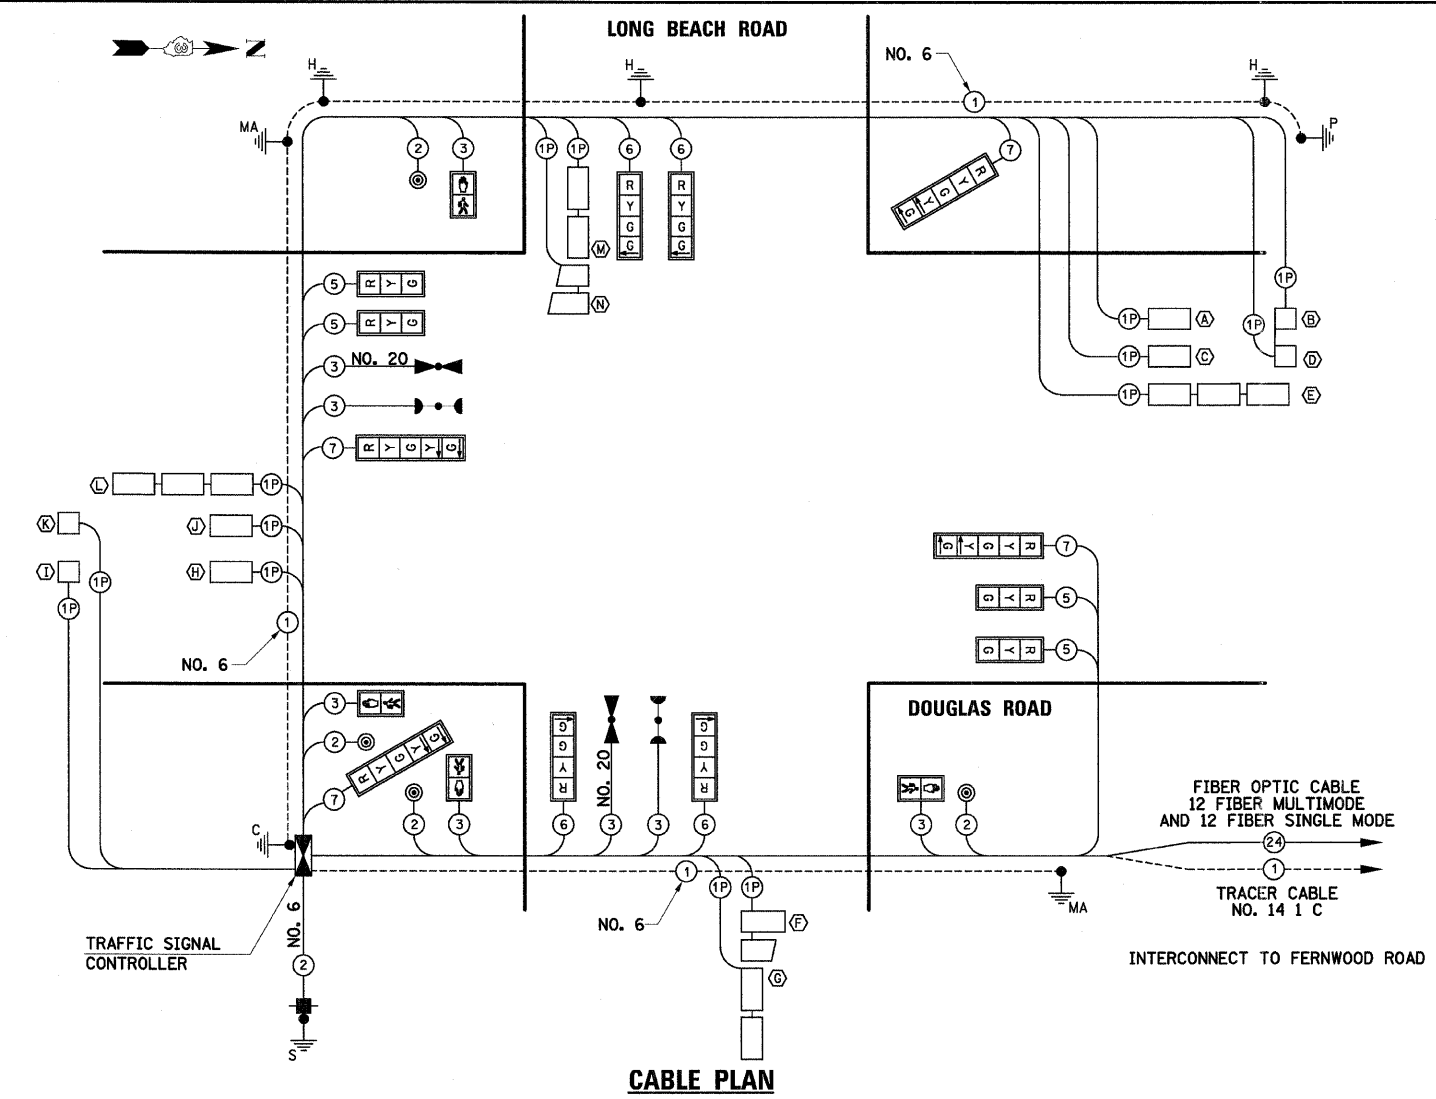 LONG BEACH ROAD
3 N
NO. 6
H
H
H
1
MA
P
2
3
1P
1P
6
6
7
R Y G G
R Y G G
R Y G Y G
M
N
5
R Y G
5
R Y G
3
NO. 20
3
7
R Y G Y G
1P
B
1P
A
1P
D
1P
C
1P
E
L
1P
K
J
1P
I
H
1P
1P
1P
1
NO. 6
G Y G Y R
7
G Y R
5
G Y R
5
DOUGLAS ROAD
3
2
R Y G Y G
7
2
3
G G Y R
6
NO. 20
3
3
G G Y R
6
3
2
FIBER OPTIC CABLE
12 FIBER MULTIMODE
AND 12 FIBER SINGLE MODE
24
1
TRACER CABLE
NO. 14 1 C
C
MA
1
NO. 6
1P
1P
F
G
NO. 6
TRAFFIC SIGNAL
CONTROLLER
2
S
INTERCONNECT TO FERNWOOD ROAD
CABLE PLAN